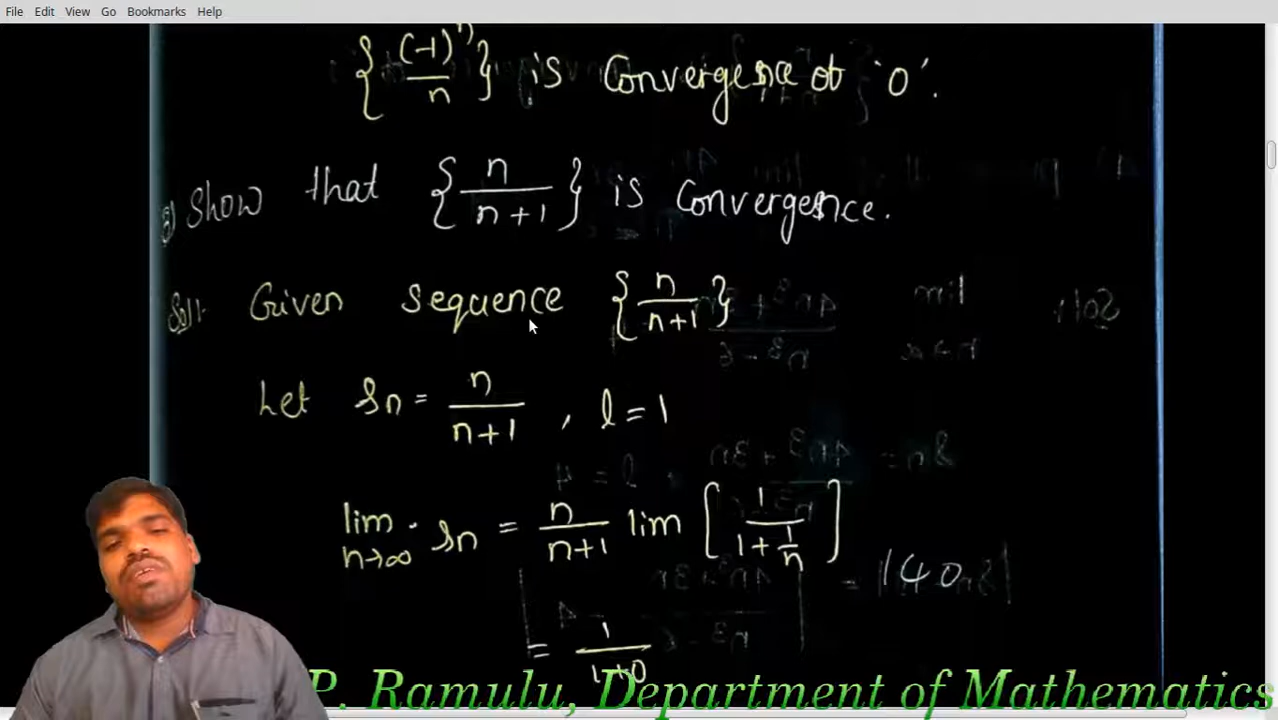 File Edit View Go Bookmarks Help
{(-1)^n/n} is Convergence at '0'.
3) Show that {n/n+1} is Convergence.
Sol: Given sequence {n/n+1}
Let Sn = n/n+1 , l = 1
lim n→∞ Sn = n/n+1 lim [1/1+1/n]
= 1/1+0
P. Ramulu, Department of Mathematics